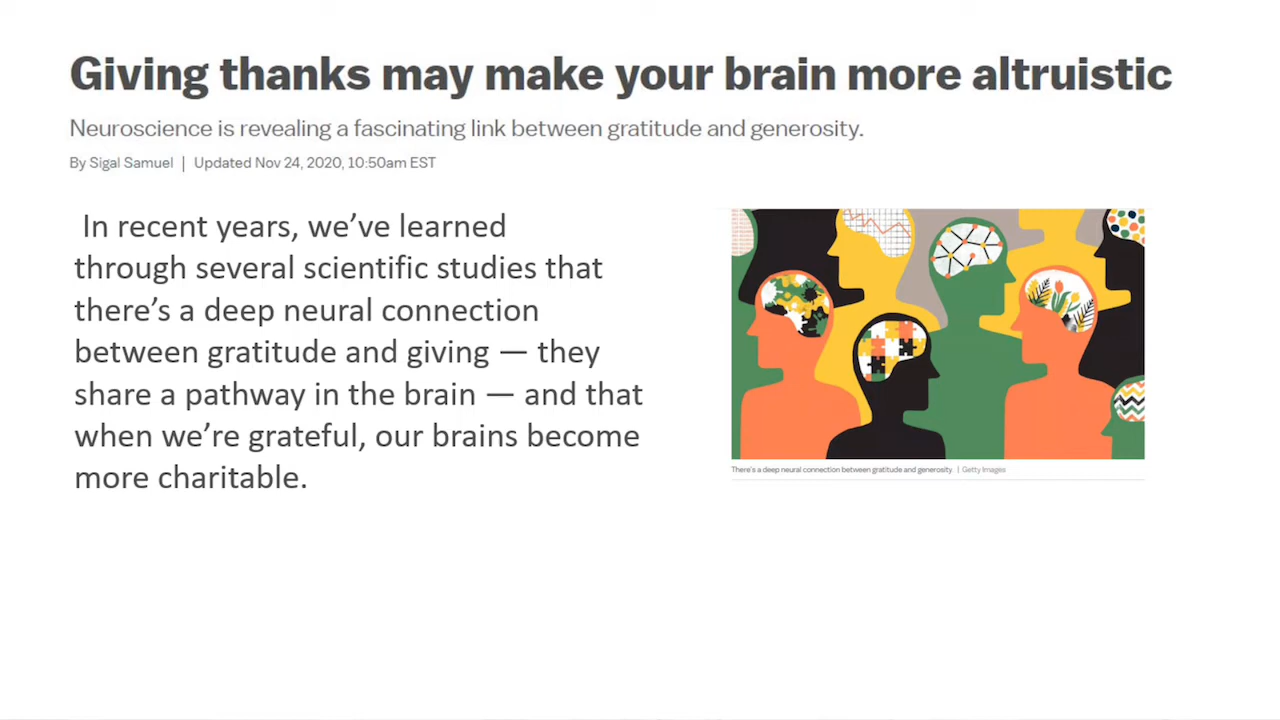 Giving thanks may make your brain more altruistic
Neuroscience is revealing a fascinating link between gratitude and generosity.
By Sigal Samuel | Updated Nov 24, 2020, 10:50am EST
In recent years, we’ve learned
through several scientific studies that
there’s a deep neural connection
between gratitude and giving — they
share a pathway in the brain — and that
when we’re grateful, our brains become
more charitable.
There's a deep neural connection between gratitude and generosity. | Getty Images